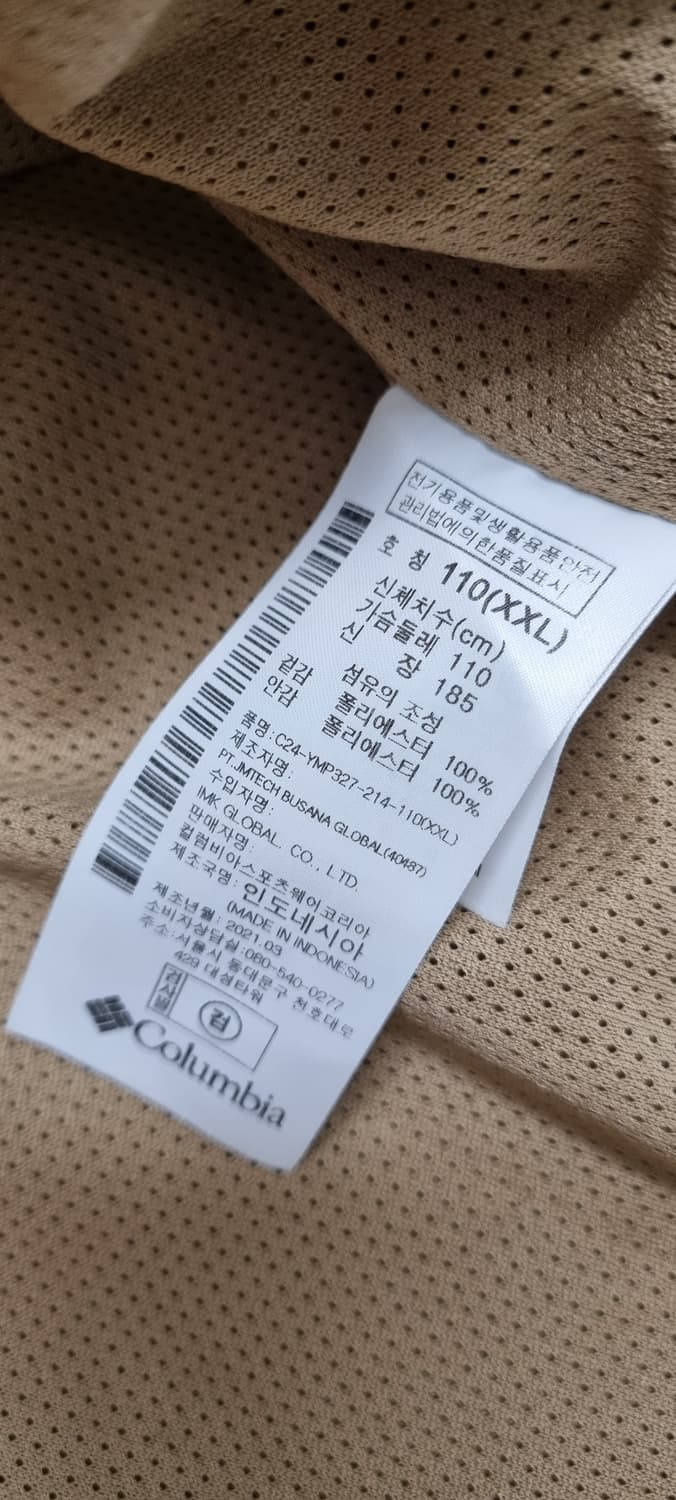 전기용품및생활용품안전
관리법에의한품질표시
호 칭 110(XXL)
신체치수(cm)
가슴둘레 110
신 장 185
섬유의 조성
겉감 폴리에스터 100%
안감 폴리에스터 100%
품명:C24-YMP327-214-110(XXL)
제조자명:
PT.JMTECH BUSANA GLOBAL(40487)
수입자명:
IMK GLOBAL. CO., LTD.
판매자명:
컬럼비아스포츠웨어코리아
제조국명: 인도네시아
(MADE IN INDONESIA)
제조년월: 2021.03
소비자상담실:080-540-0277
주소:서울시 동대문구 천호대로
429 대성타워
검사필 검
Columbia